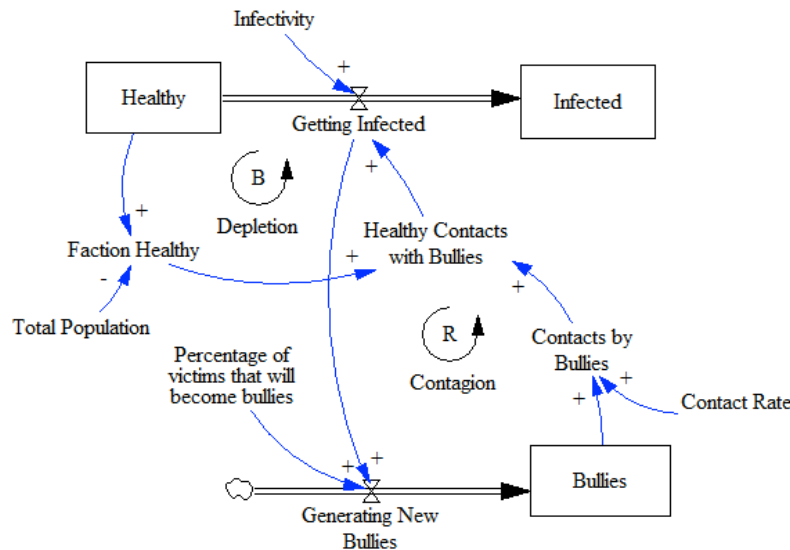 Infectivity
+
Healthy
Infected
Getting Infected
+
B
Depletion
+
Faction Healthy
-
Total Population
Healthy Contacts
with Bullies
+
+
R
Contagion
Contacts by
Bullies
+
+
Contact Rate
Percentage of
victims that will
become bullies
+
+
Bullies
Generating New
Bullies